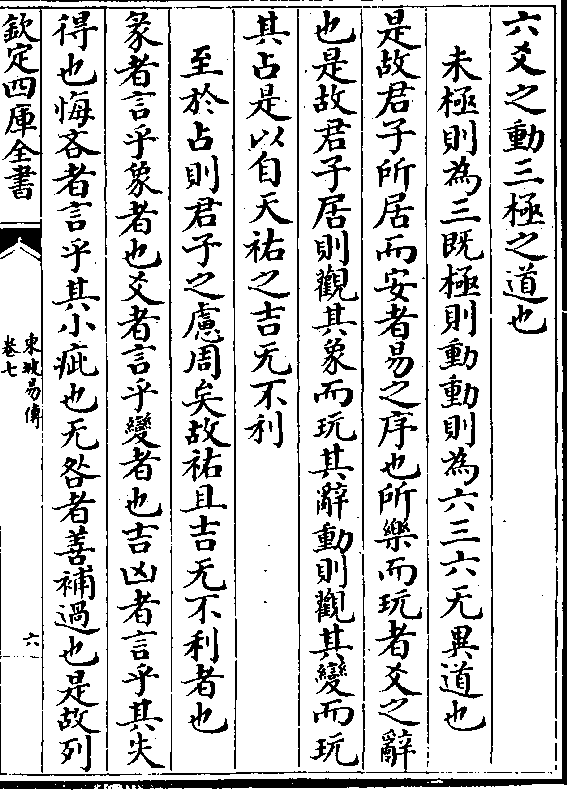 六爻之動三極之道也
未極則為三既極則動動則為六三六无異道也
是故君子所居而安者易之序也所樂而玩者爻之辭
也是故君子居則觀其象而玩其辭動則觀其變而玩
其占是以自天祐之吉无不利
至於占則君子之慮周矣故祐且吉无不利者也
彖者言乎象者也爻者言乎變者也吉凶者言乎其失
得也悔吝者言乎其小疵也无咎者善補過也是故列
欽定四庫全書
東坡易傳
卷七
六